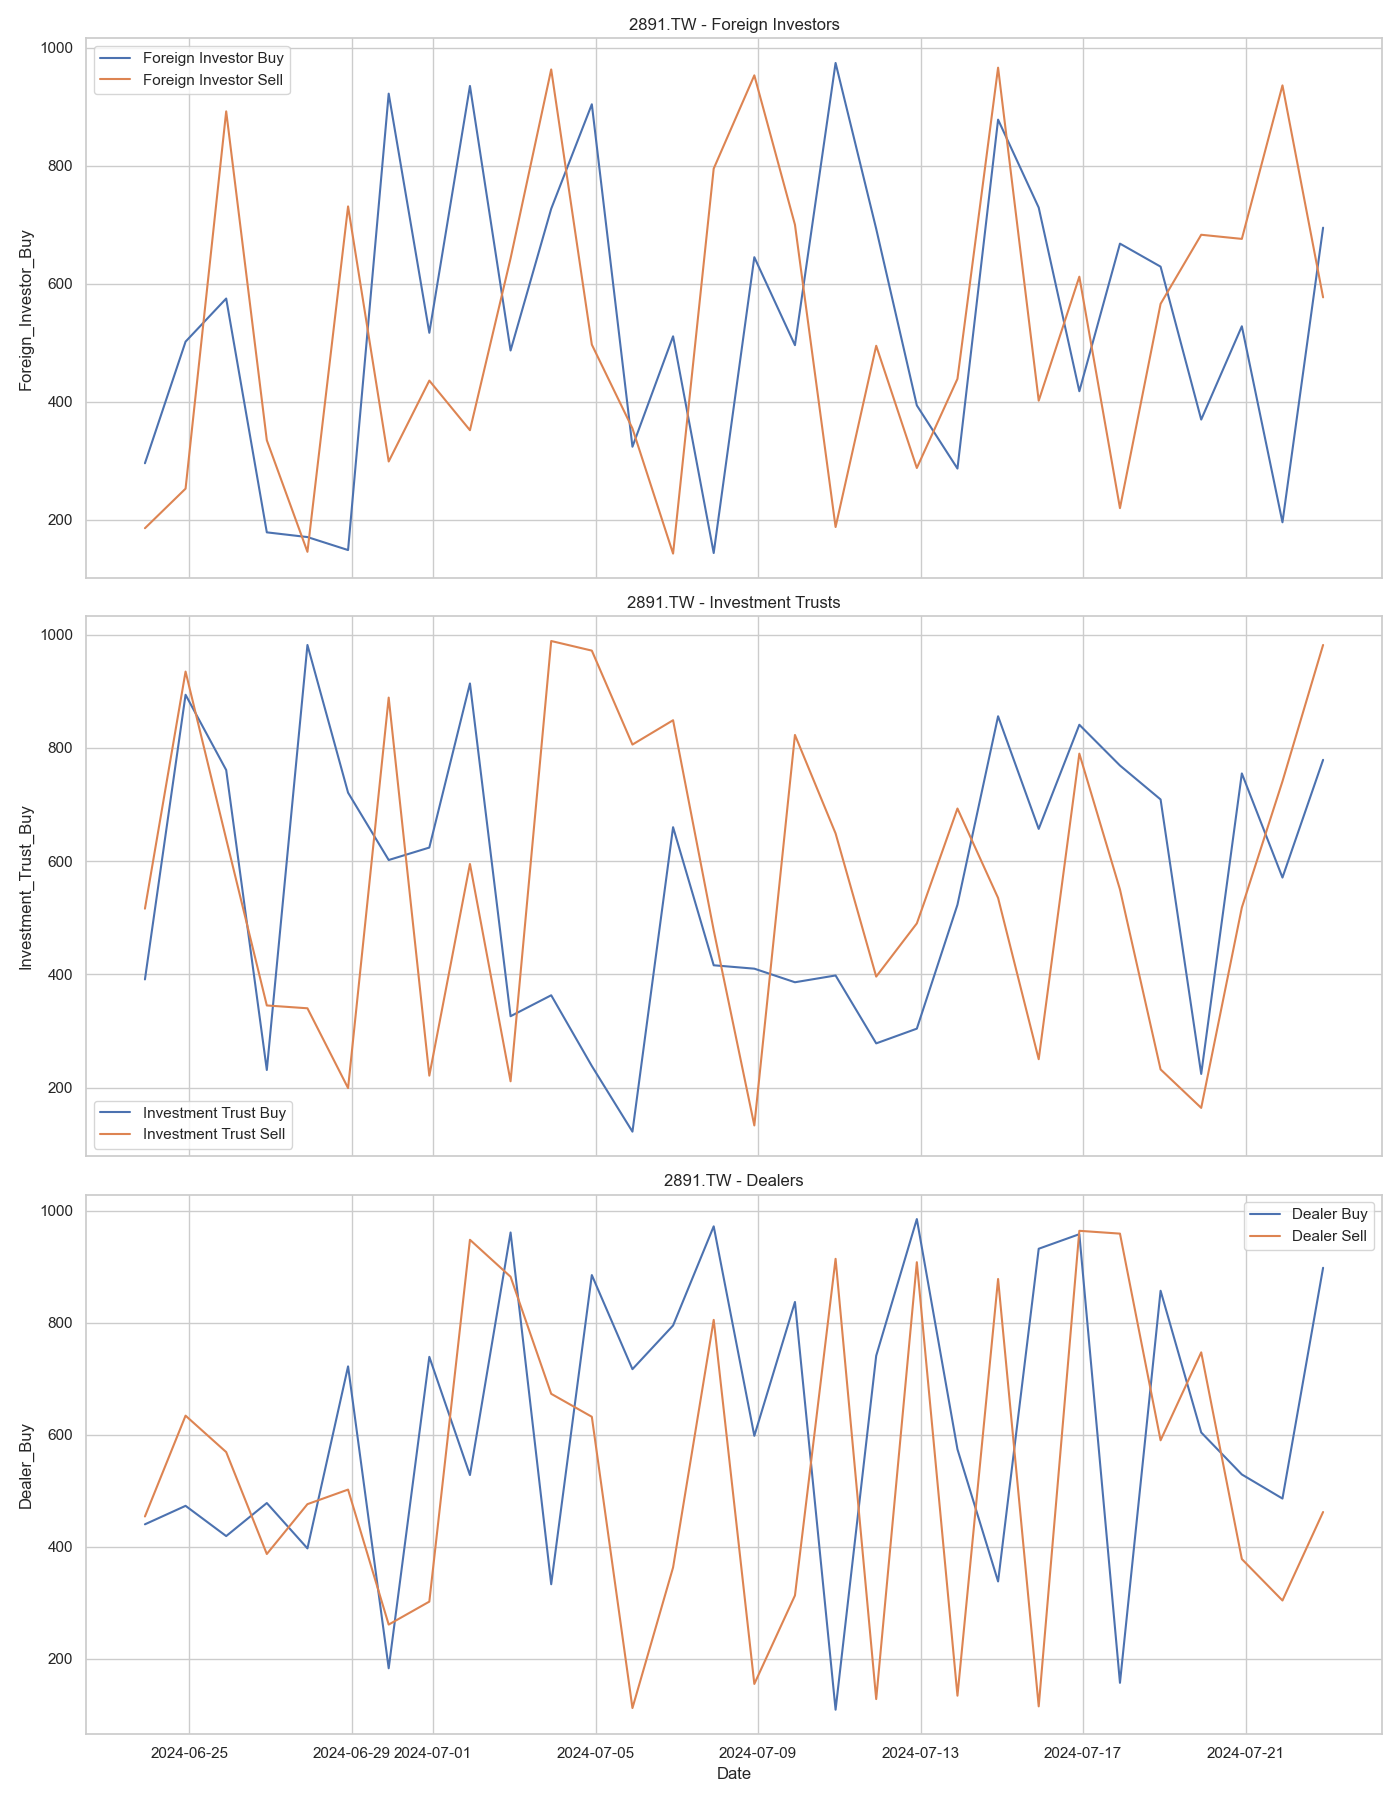 2891.TW - Foreign Investors
Foreign Investor Buy
Foreign Investor Sell
1000
800
600
400
200
Foreign_Investor_Buy
2891.TW - Investment Trusts
1000
800
600
400
200
Investment_Trust_Buy
Investment Trust Buy
Investment Trust Sell
2891.TW - Dealers
Dealer Buy
Dealer Sell
1000
800
600
400
200
Dealer_Buy
2024-06-25 2024-06-29 2024-07-01 2024-07-05 2024-07-09 2024-07-13 2024-07-17 2024-07-21
Date